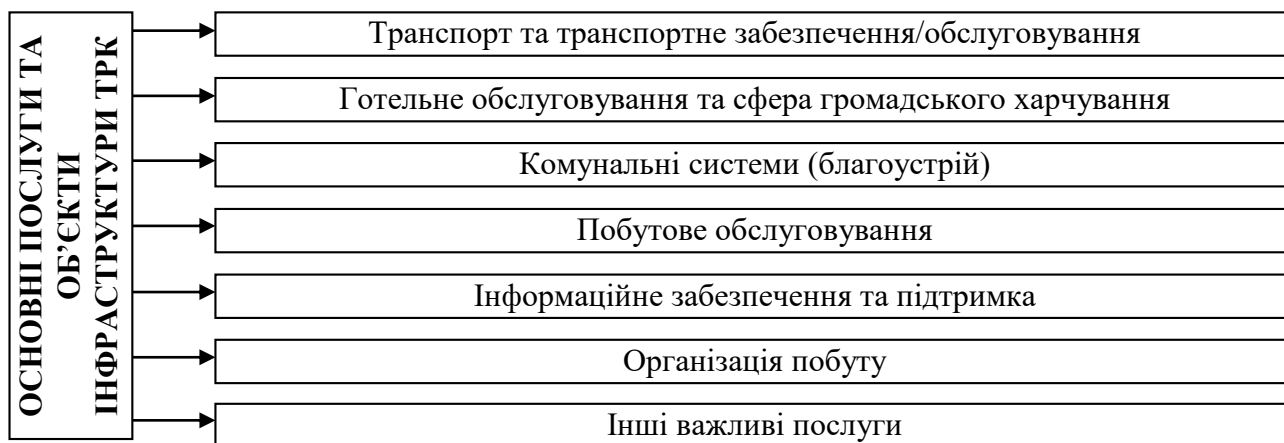 ОСНОВНІ ПОСЛУГИ ТА
ОБ’ЄКТИ
ІНФРАСТРУКТУРИ ТРК
Транспорт та транспортне забезпечення/обслуговування
Готельне обслуговування та сфера громадського харчування
Комунальні системи (благоустрій)
Побутове обслуговування
Інформаційне забезпечення та підтримка
Організація побуту
Інші важливі послуги